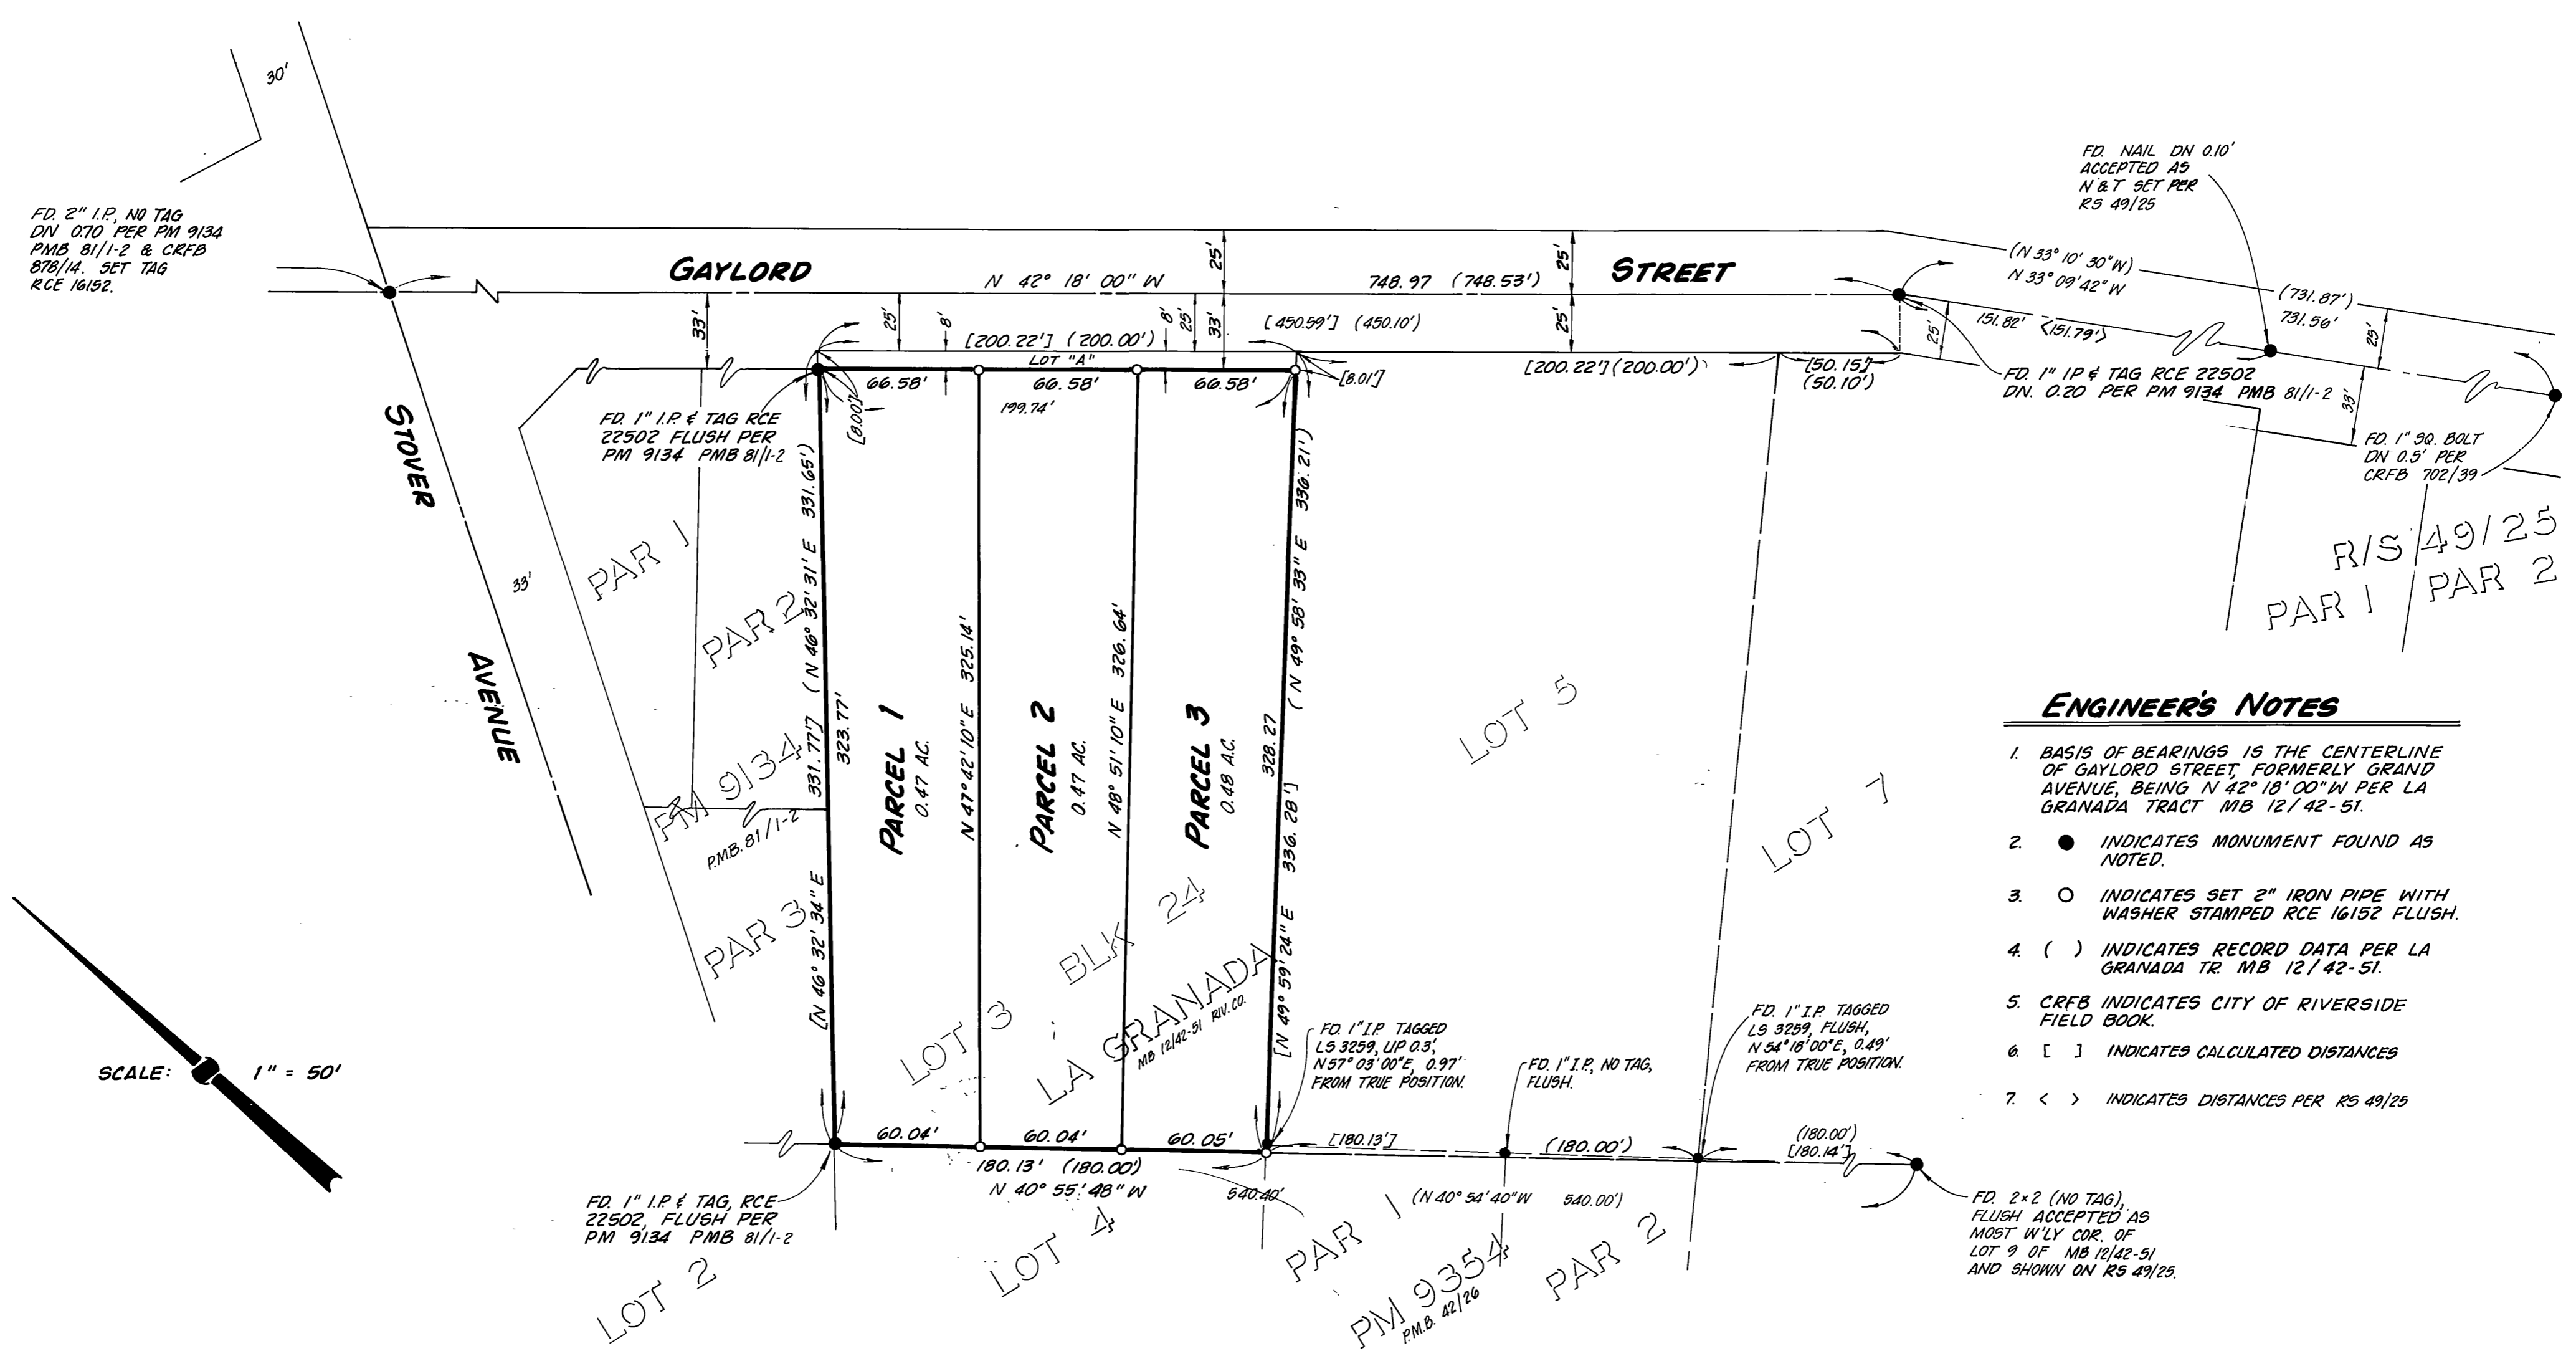 30'
FD. 2" I.P., NO TAG
DN 0.70 PER PM 9134
PMB 81/1-2 & CRFB
878/14. SET TAG
RCE 16152.
FD. NAIL DN 0.10'
ACCEPTED AS
N & T SET PER
RS 49/25
GAYLORD
N 42° 18' 00" W
748.97 (748.53')
STREET
25'
25'
25'
(N 33° 10' 30" W)
N 33° 09' 42" W
(731.87')
731.56'
25'
33'
25'
8'
8'
25'
33'
[450.59'] (450.10')
[200.22'] (200.00')
LOT "A"
25'
151.82' <151.79'>
[200.22'] (200.00')
[50.15']
(50.10')
[8.01']
66.58'
66.58'
66.58'
199.74'
[8.00']
FD. 1" I.P. & TAG RCE
22502 FLUSH PER
PM 9134 PMB 81/1-2
FD. 1" I.P & TAG RCE 22502
DN. 0.20 PER PM 9134 PMB 81/1-2
33'
FD. 1" SQ. BOLT
DN 0.5' PER
CRFB 702/39
STOVER
AVENUE
33'
PAR 1
PAR 2
PM 9134
P.M.B. 81/1-2
PAR 3
[N 46° 32' 34" E 331.77'] (N 46° 32' 31" E 331.65')
323.77'
PARCEL 1
0.47 AC.
N 47° 42' 10" E 325.14'
PARCEL 2
0.47 AC.
N 48° 51' 10" E 326.64'
PARCEL 3
0.48 A.C.
328.27
[N 49° 59' 24" E 336.28'] (N 49° 58' 33" E 336.21')
LOT 5
LOT 7
R/S 49/25
PAR 1
PAR 2
ENGINEER'S NOTES
1. BASIS OF BEARINGS IS THE CENTERLINE
OF GAYLORD STREET, FORMERLY GRAND
AVENUE, BEING N 42° 18' 00" W PER LA
GRANADA TRACT MB 12/42-51.
2. ● INDICATES MONUMENT FOUND AS
NOTED.
3. ○ INDICATES SET 2" IRON PIPE WITH
WASHER STAMPED RCE 16152 FLUSH.
4. ( ) INDICATES RECORD DATA PER LA
GRANADA TR. MB 12/42-51.
5. CRFB INDICATES CITY OF RIVERSIDE
FIELD BOOK.
6. [ ] INDICATES CALCULATED DISTANCES
7. < > INDICATES DISTANCES PER RS 49/25
LOT 3
BLK 24
LA GRANADA
MB 12/42-51 RIV. CO.
SCALE: 1" = 50'
FD. 1" I.P. TAGGED
LS 3259, UP 0.3',
N 57° 03' 00" E, 0.97'
FROM TRUE POSITION.
FD. 1" I.P., NO TAG,
FLUSH.
FD. 1" I.P. TAGGED
LS 3259, FLUSH,
N 54° 18' 00" E, 0.49'
FROM TRUE POSITION.
60.04'
60.04'
60.05'
180.13' (180.00')
N 40° 55' 48" W
[180.13']
(180.00')
(180.00')
[180.14']
540.40'
(N 40° 54' 40" W 540.00')
FD. 1" I.P. & TAG, RCE
22502, FLUSH PER
PM 9134 PMB 81/1-2
FD. 2×2 (NO TAG),
FLUSH ACCEPTED AS
MOST W'LY COR. OF
LOT 9 OF MB 12/42-51
AND SHOWN ON RS 49/25.
LOT 2
LOT 4
PAR 1
PM 9354
P.M.B. 42/26
PAR 2